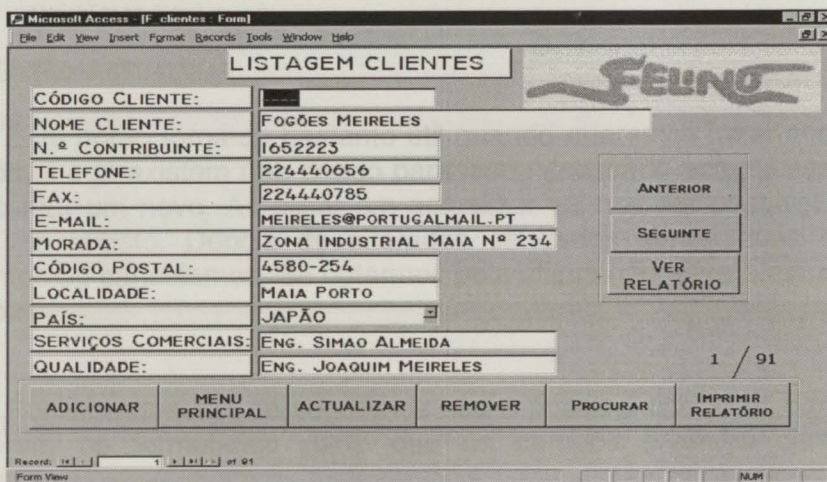 Microsoft Access - [F_clientes : Form]
File Edit View Insert Format Records Tools Window Help
LISTAGEM CLIENTES
FELINO
CÓDIGO CLIENTE:
NOME CLIENTE: FOGÕES MEIRELES
N.º CONTRIBUINTE: 1652223
TELEFONE: 224440656
FAX: 224440785
E-MAIL: MEIRELES@PORTUGALMAIL.PT
MORADA: ZONA INDUSTRIAL MAIA Nº 234
CÓDIGO POSTAL: 4580-254
LOCALIDADE: MAIA PORTO
PAÍS: JAPÃO
SERVIÇOS COMERCIAIS: ENG. SIMAO ALMEIDA
QUALIDADE: ENG. JOAQUIM MEIRELES
ANTERIOR
SEGUINTE
VER
RELATÓRIO
1 / 91
ADICIONAR
MENU
PRINCIPAL
ACTUALIZAR
REMOVER
PROCURAR
IMPRIMIR
RELATÓRIO
Record: 1 of 91
Form View NUM